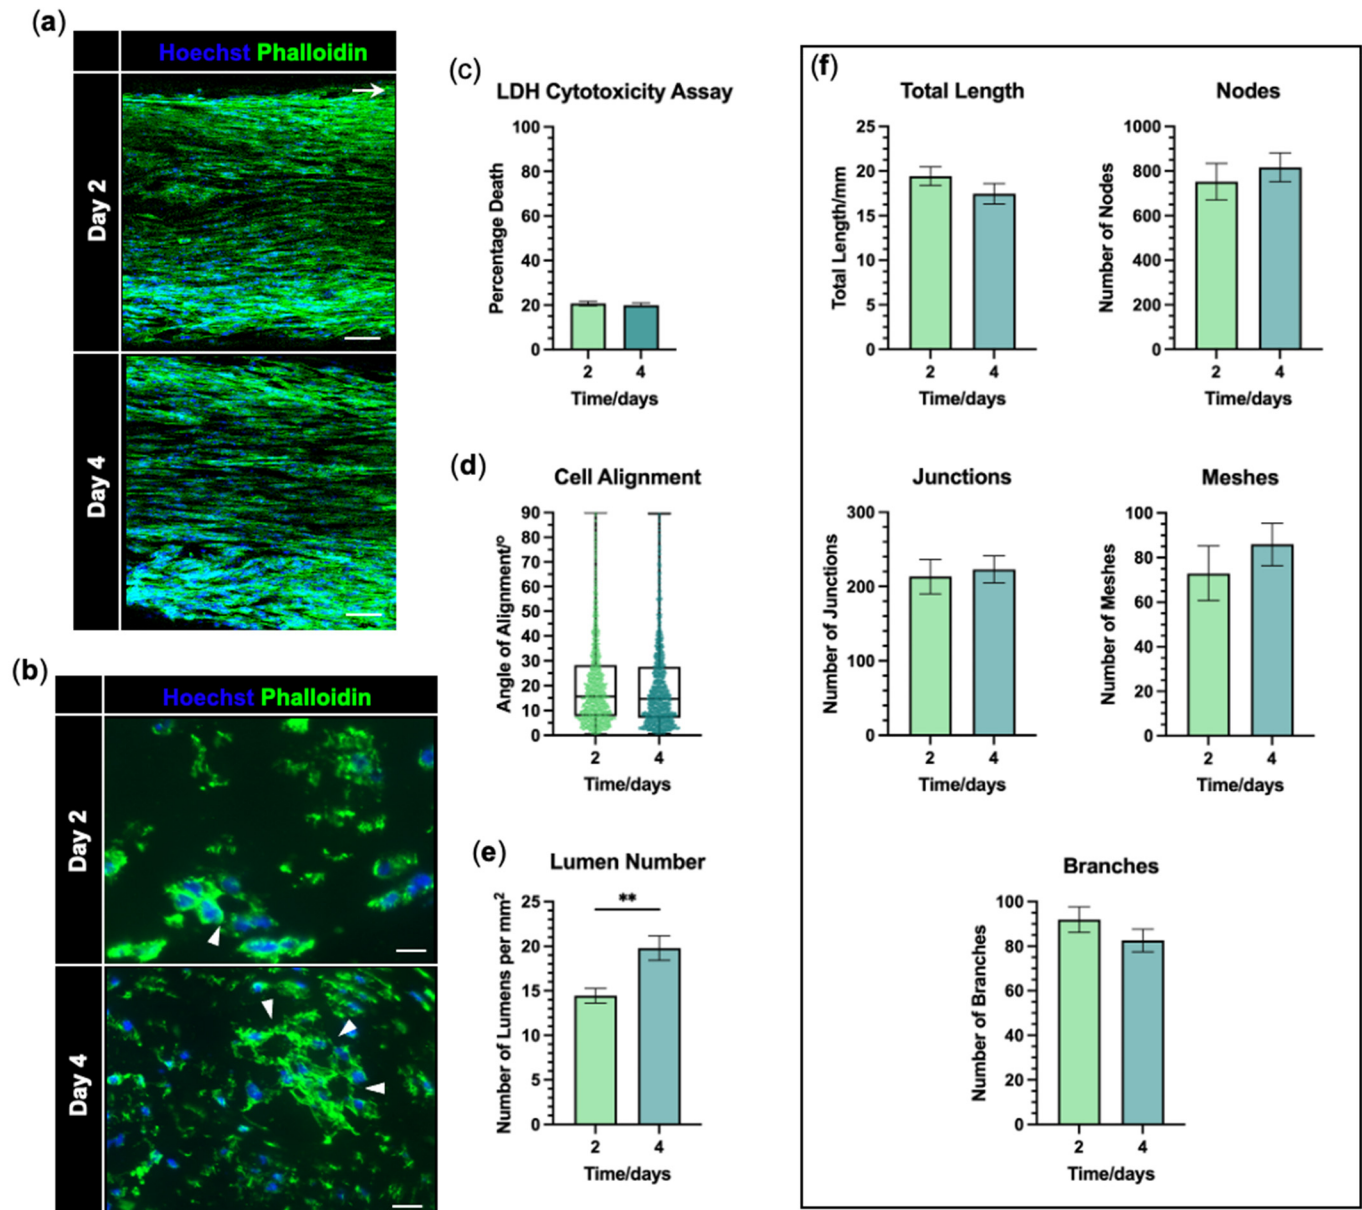 (a)
Hoechst Phalloidin
Day 2
Day 4
(b)
Hoechst Phalloidin
Day 2
Day 4
(c)
LDH Cytotoxicity Assay
Percentage Death
100
80
60
40
20
0
2 4
Time/days
(d)
Cell Alignment
Angle of Alignment/º
90
80
70
60
50
40
30
20
10
0
2 4
Time/days
(e)
Lumen Number
Number of Lumens per mm²
25
20
15
10
5
0
**
2 4
Time/days
(f)
Total Length
Total Length/mm
25
20
15
10
5
0
2 4
Time/days
Nodes
Number of Nodes
1000
800
600
400
200
0
2 4
Time/days
Junctions
Number of Junctions
300
200
100
0
2 4
Time/days
Meshes
Number of Meshes
100
80
60
40
20
0
2 4
Time/days
Branches
Number of Branches
100
80
60
40
20
0
2 4
Time/days